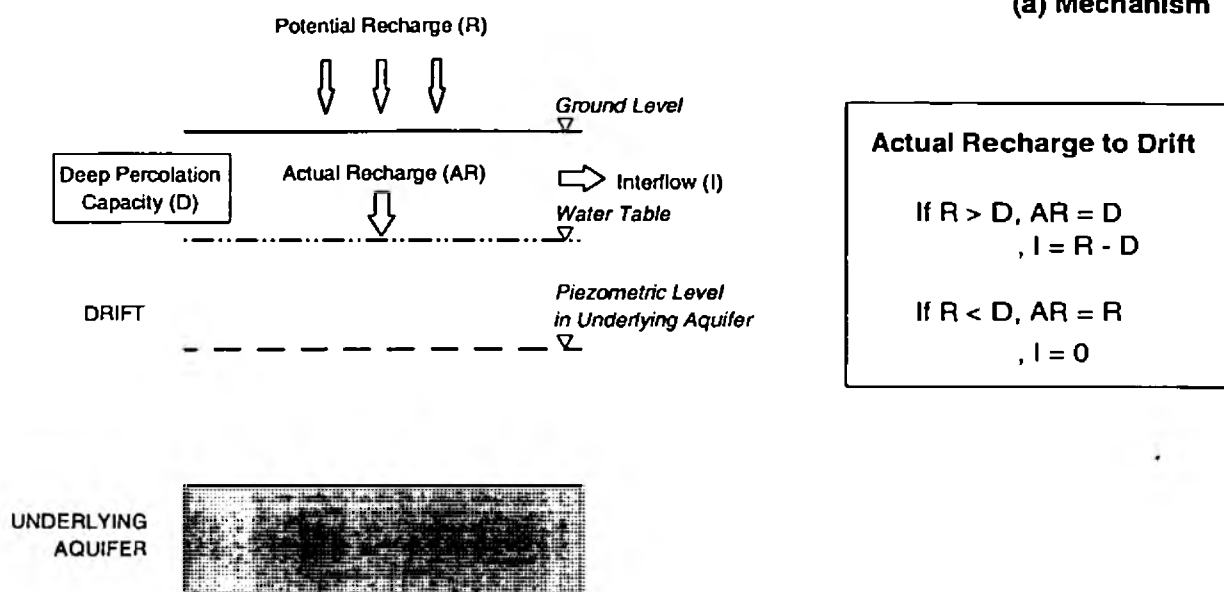 (a) Mechanism
Potential Recharge (R)
Ground Level
Deep Percolation
Capacity (D)
Actual Recharge (AR)
Interflow (I)
Water Table
DRIFT
Piezometric Level
in Underlying Aquifer
UNDERLYING
AQUIFER
Actual Recharge to Drift
If R > D, AR = D
, I = R - D
If R < D, AR = R
, I = 0